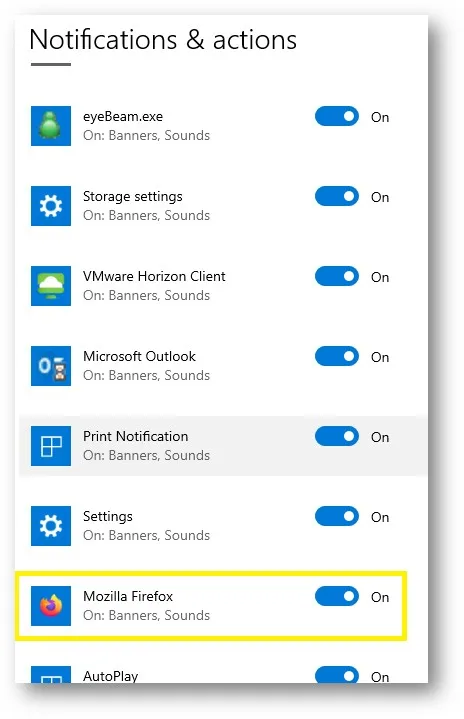 Notifications & actions
eyeBeam.exe
On: Banners, Sounds
On
Storage settings
On: Banners, Sounds
On
VMware Horizon Client
On: Banners, Sounds
On
Microsoft Outlook
On: Banners, Sounds
On
Print Notification
On: Banners, Sounds
On
Settings
On: Banners, Sounds
On
Mozilla Firefox
On: Banners, Sounds
On
AutoPlay
On